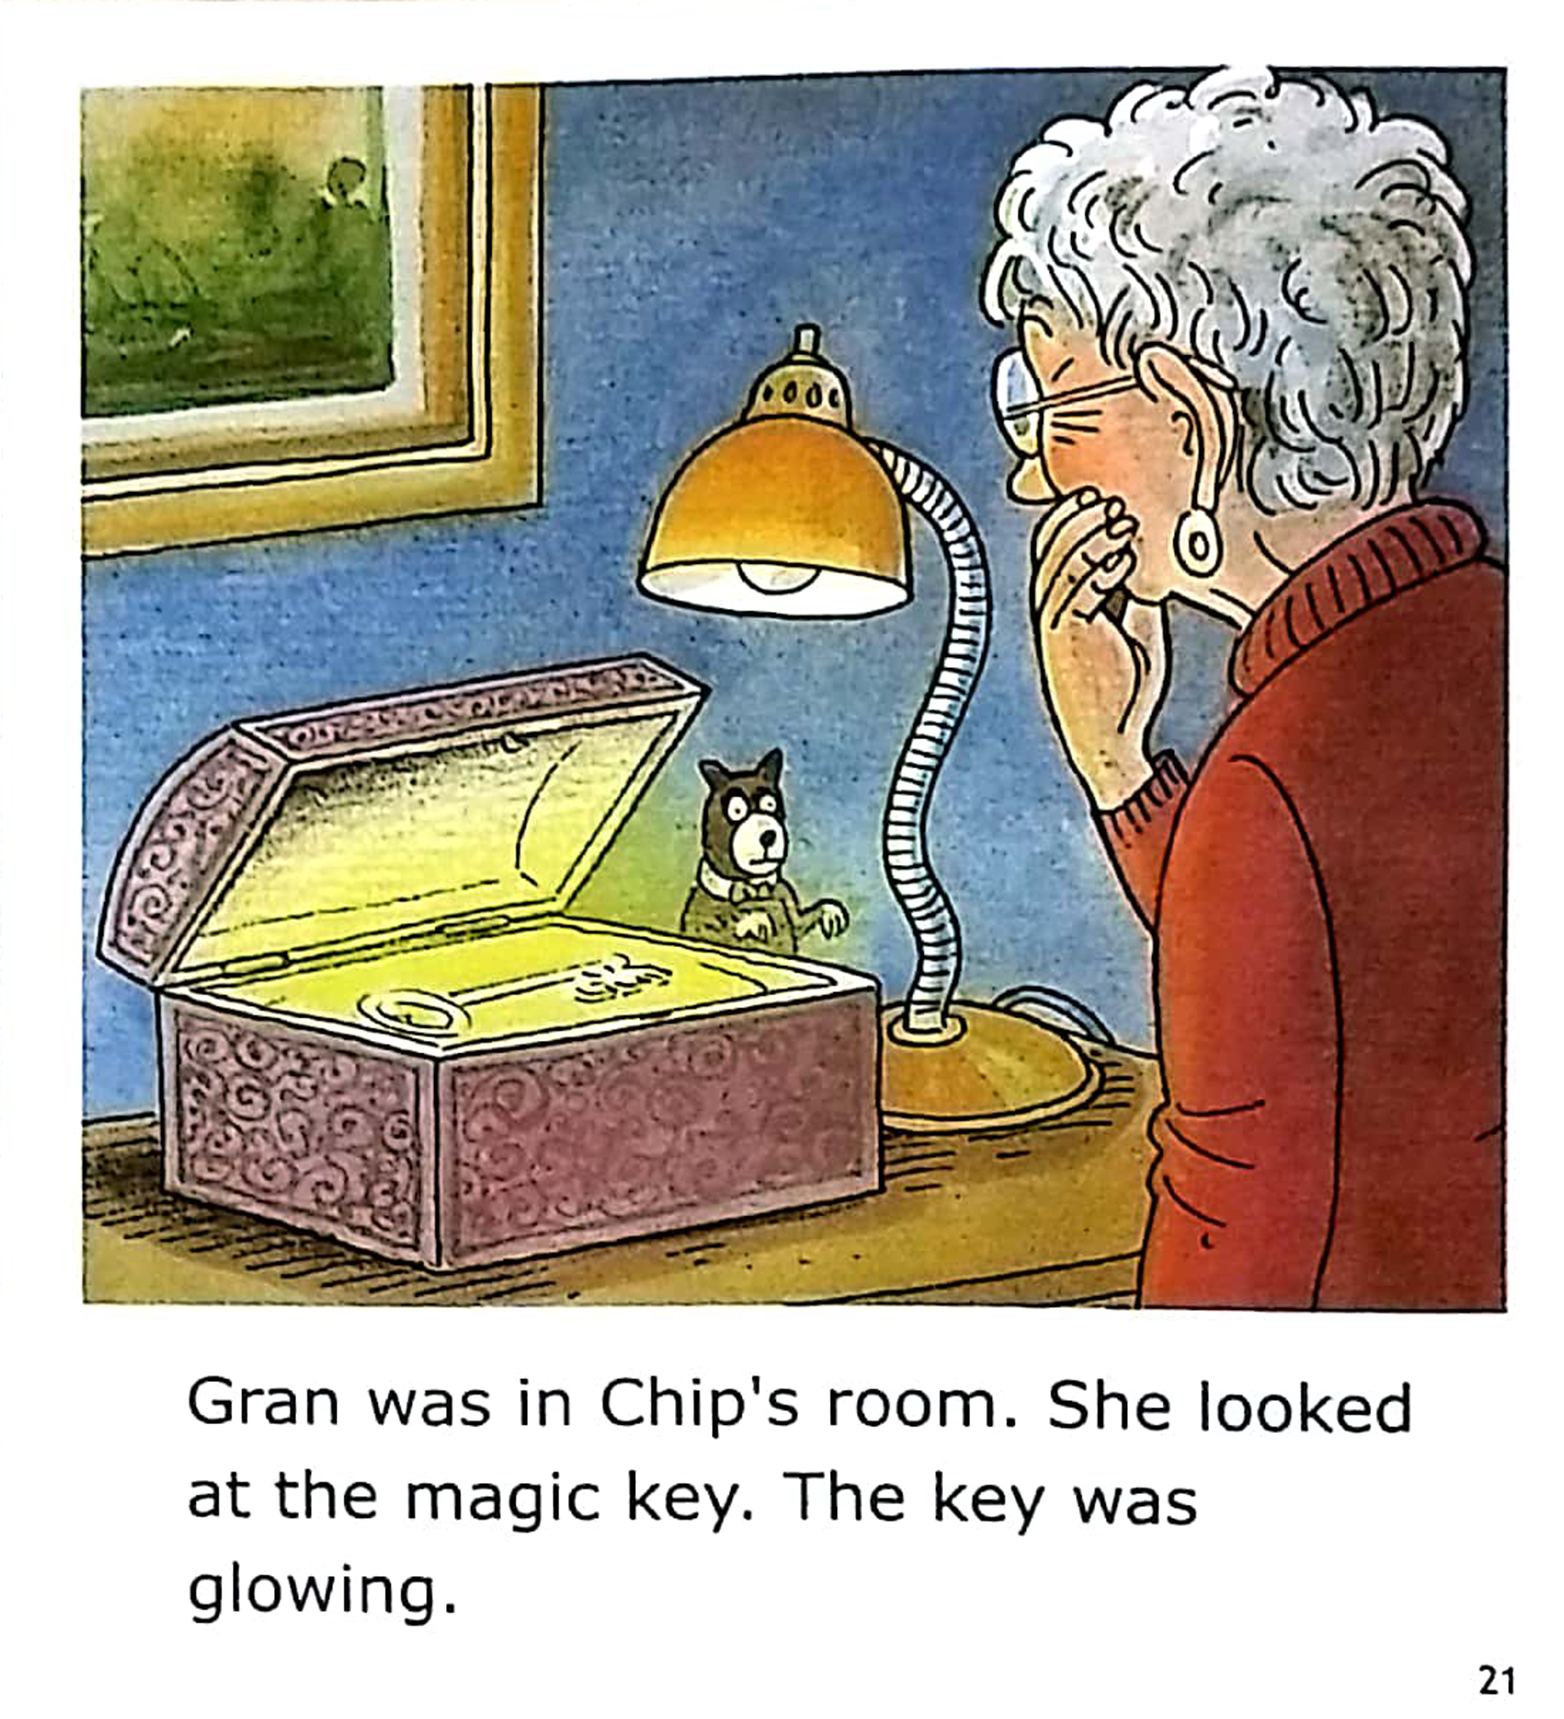 Gran was in Chip's room. She looked
at the magic key. The key was
glowing.
21